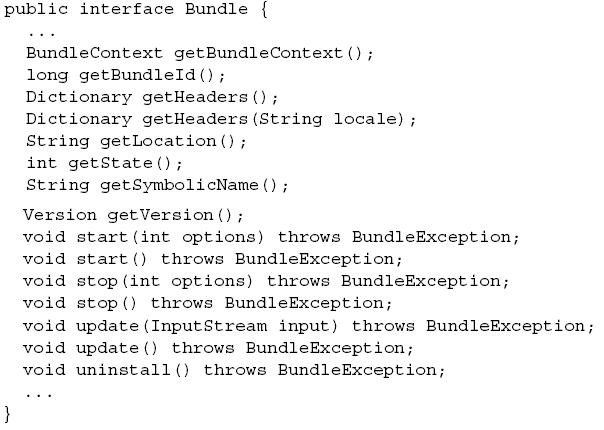 public interface Bundle {
...
BundleContext getBundleContext();
long getBundleId();
Dictionary getHeaders();
Dictionary getHeaders(String locale);
String getLocation();
int getState();
String getSymbolicName();
Version getVersion();
void start(int options) throws BundleException;
void start() throws BundleException;
void stop(int options) throws BundleException;
void stop() throws BundleException;
void update(InputStream input) throws BundleException;
void update() throws BundleException;
void uninstall() throws BundleException;
...
}